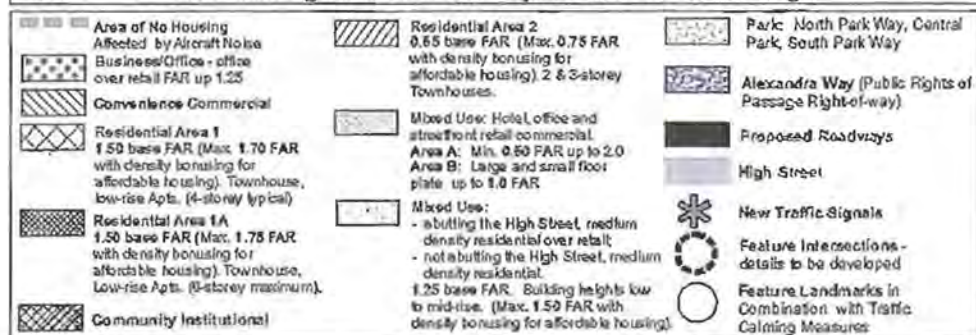 Area of No Housing
Affected by Aircraft Noise
Business/Office - office
over retail FAR up 1.25
Convenience Commercial
Residential Area 1
1.50 base FAR (Max. 1.70 FAR
with density bonusing for
affordable housing). Townhouse,
low-rise Apts. (4-storey typical)
Residential Area 1A
1.50 base FAR (Max. 1.75 FAR
with density bonusing for
affordable housing). Townhouse,
Low-rise Apts. (6-storey maximum).
Community Institutional
Residential Area 2
0.65 base FAR (Max. 0.75 FAR
with density bonusing for
affordable housing). 2 & 3-storey
Townhouses.
Mixed Use: Hotel, office and
streetfront retail commercial.
Area A: Min. 0.60 FAR up to 2.0
Area B: Large and small floor
plate up to 1.0 FAR
Mixed Use:
- abutting the High Street, medium
density residential over retail;
- not abutting the High Street, medium
density residential.
1.25 base FAR. Building heights low
to mid-rise. (Max. 1.50 FAR with
density bonusing for affordable housing).
Park: North Park Way, Central
Park, South Park Way
Alexandra Way (Public Rights of
Passage Right-of-way)
Proposed Roadways
High Street
New Traffic Signals
Feature Intersections -
details to be developed
Feature Landmarks in
Combination with Traffic
Calming Measures